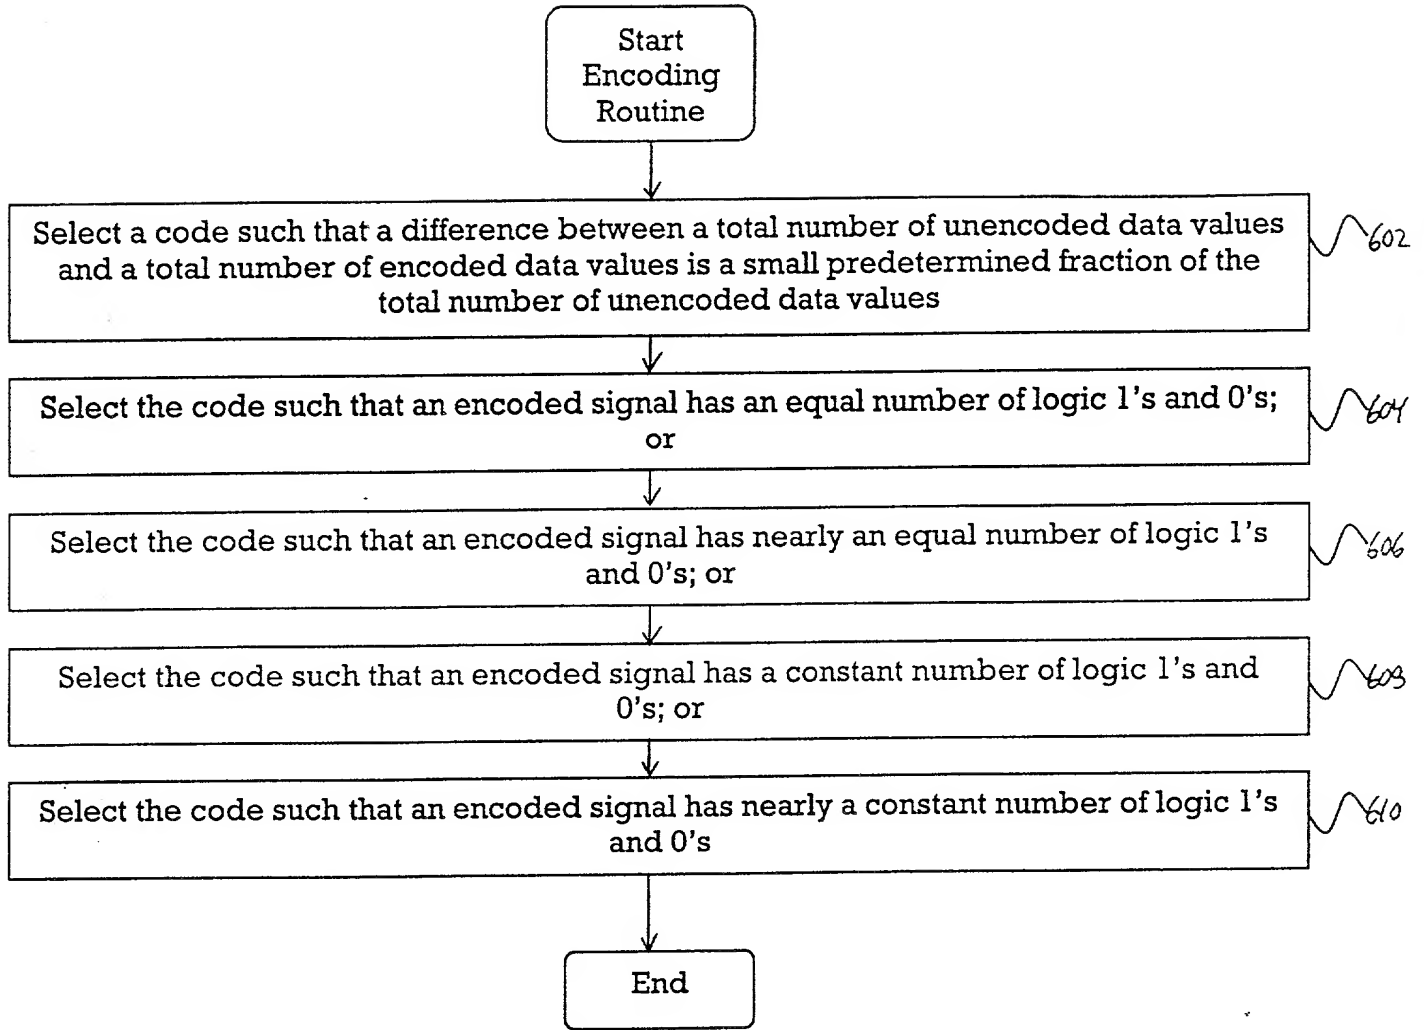 Start
Encoding
Routine
Select a code such that a difference between a total number of unencoded data values
and a total number of encoded data values is a small predetermined fraction of the
total number of unencoded data values
602
Select the code such that an encoded signal has an equal number of logic 1's and 0's;
or
604
Select the code such that an encoded signal has nearly an equal number of logic 1's
and 0's; or
606
Select the code such that an encoded signal has a constant number of logic 1's and
0's; or
608
Select the code such that an encoded signal has nearly a constant number of logic 1's
and 0's
610
End